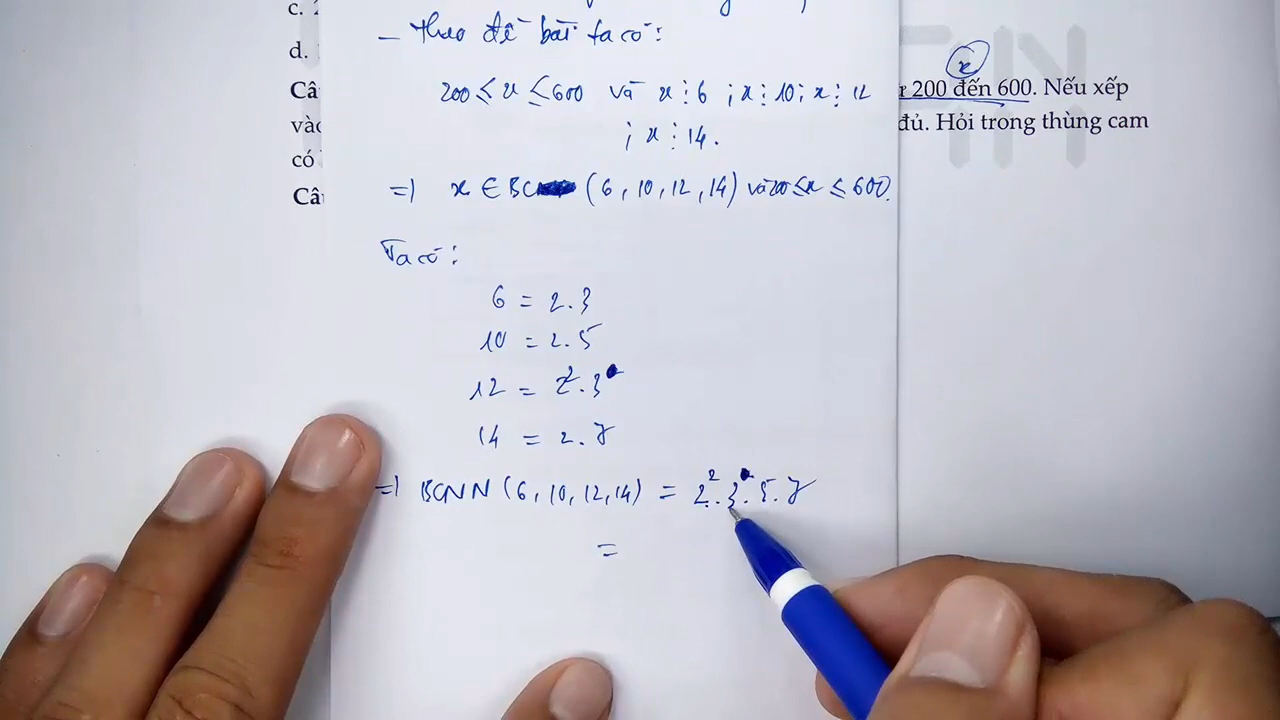 c.
– theo đề bài ta có:
d.
200 ≤ x ≤ 600 và x ⋮ 6 ; x ⋮ 10; x ⋮ 12
; x ⋮ 14.
x
200 đến 600. Nếu xếp
đủ. Hỏi trong thùng cam
có
=> x ∈ BC (6, 10, 12, 14) và 200 ≤ x ≤ 600.
Ta có:
6 = 2.3
10 = 2.5
12 = 2².3
14 = 2.7
=> BCNN (6, 10, 12, 14) = 2².3.5.7
=